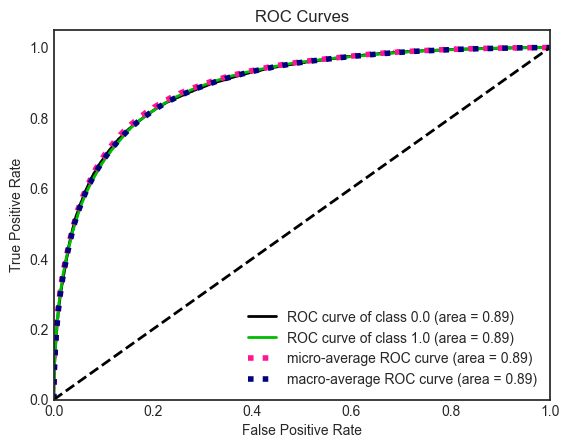 ROC Curves
True Positive Rate
1.0
0.8
0.6
0.4
0.2
0.0
ROC curve of class 0.0 (area = 0.89)
ROC curve of class 1.0 (area = 0.89)
micro-average ROC curve (area = 0.89)
macro-average ROC curve (area = 0.89)
0.0 0.2 0.4 0.6 0.8 1.0
False Positive Rate